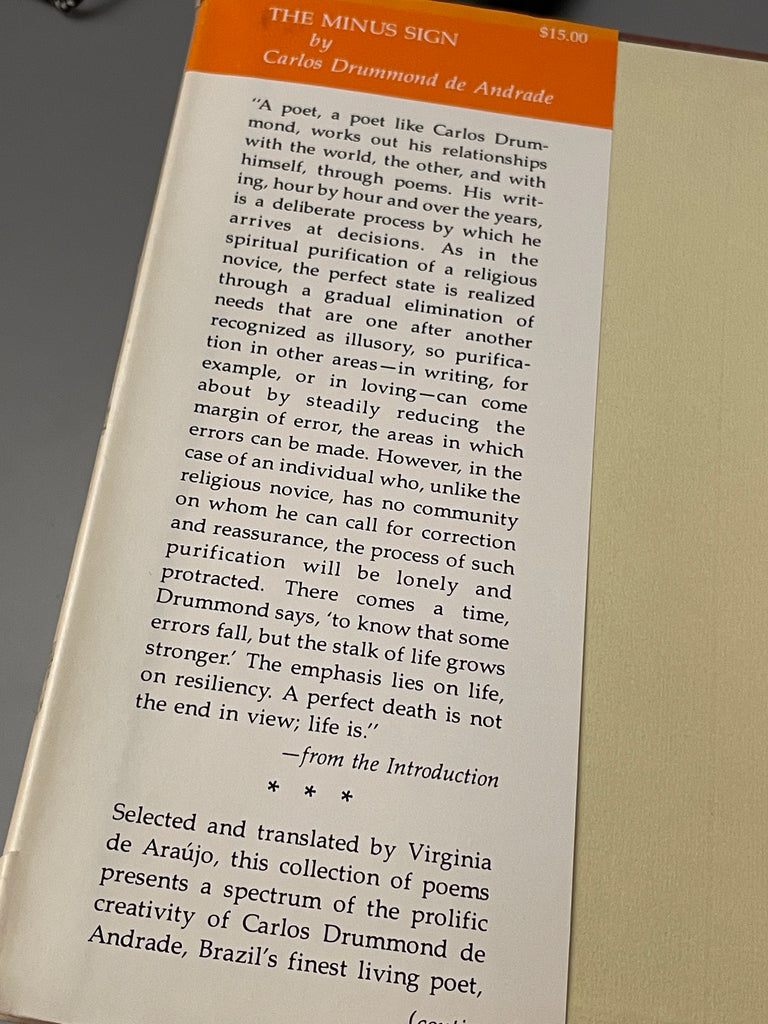 THE MINUS SIGN
$15.00
by
Carlos Drummond de Andrade
"A poet, a poet like Carlos Drum-
mond, works out his relationships
with the world, the other, and with
himself, through poems. His writ-
ing, hour by hour and over the years,
is a deliberate process by which he
arrives at decisions. As in the
spiritual purification of a religious
novice, the perfect state is realized
through a gradual elimination of
needs that are one after another
recognized as illusory, so purifica-
tion in other areas—in writing, for
example, or in loving—can come
about by steadily reducing the
margin of error, the areas in which
errors can be made. However, in the
case of an individual who, unlike the
religious novice, has no community
on whom he can call for correction
and reassurance, the process of such
purification will be lonely and
protracted. There comes a time,
Drummond says, 'to know that some
errors fall, but the stalk of life grows
stronger.' The emphasis lies on life,
on resiliency. A perfect death is not
the end in view; life is."
—from the Introduction
* * *
Selected and translated by Virginia
de Araújo, this collection of poems
presents a spectrum of the prolific
creativity of Carlos Drummond de
Andrade, Brazil's finest living poet,